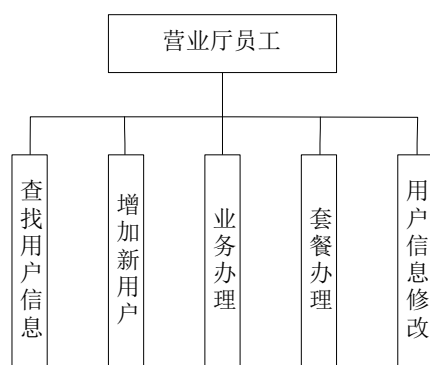 营业厅员工
查找用户信息
增加新用户
业务办理
套餐办理
用户信息修改